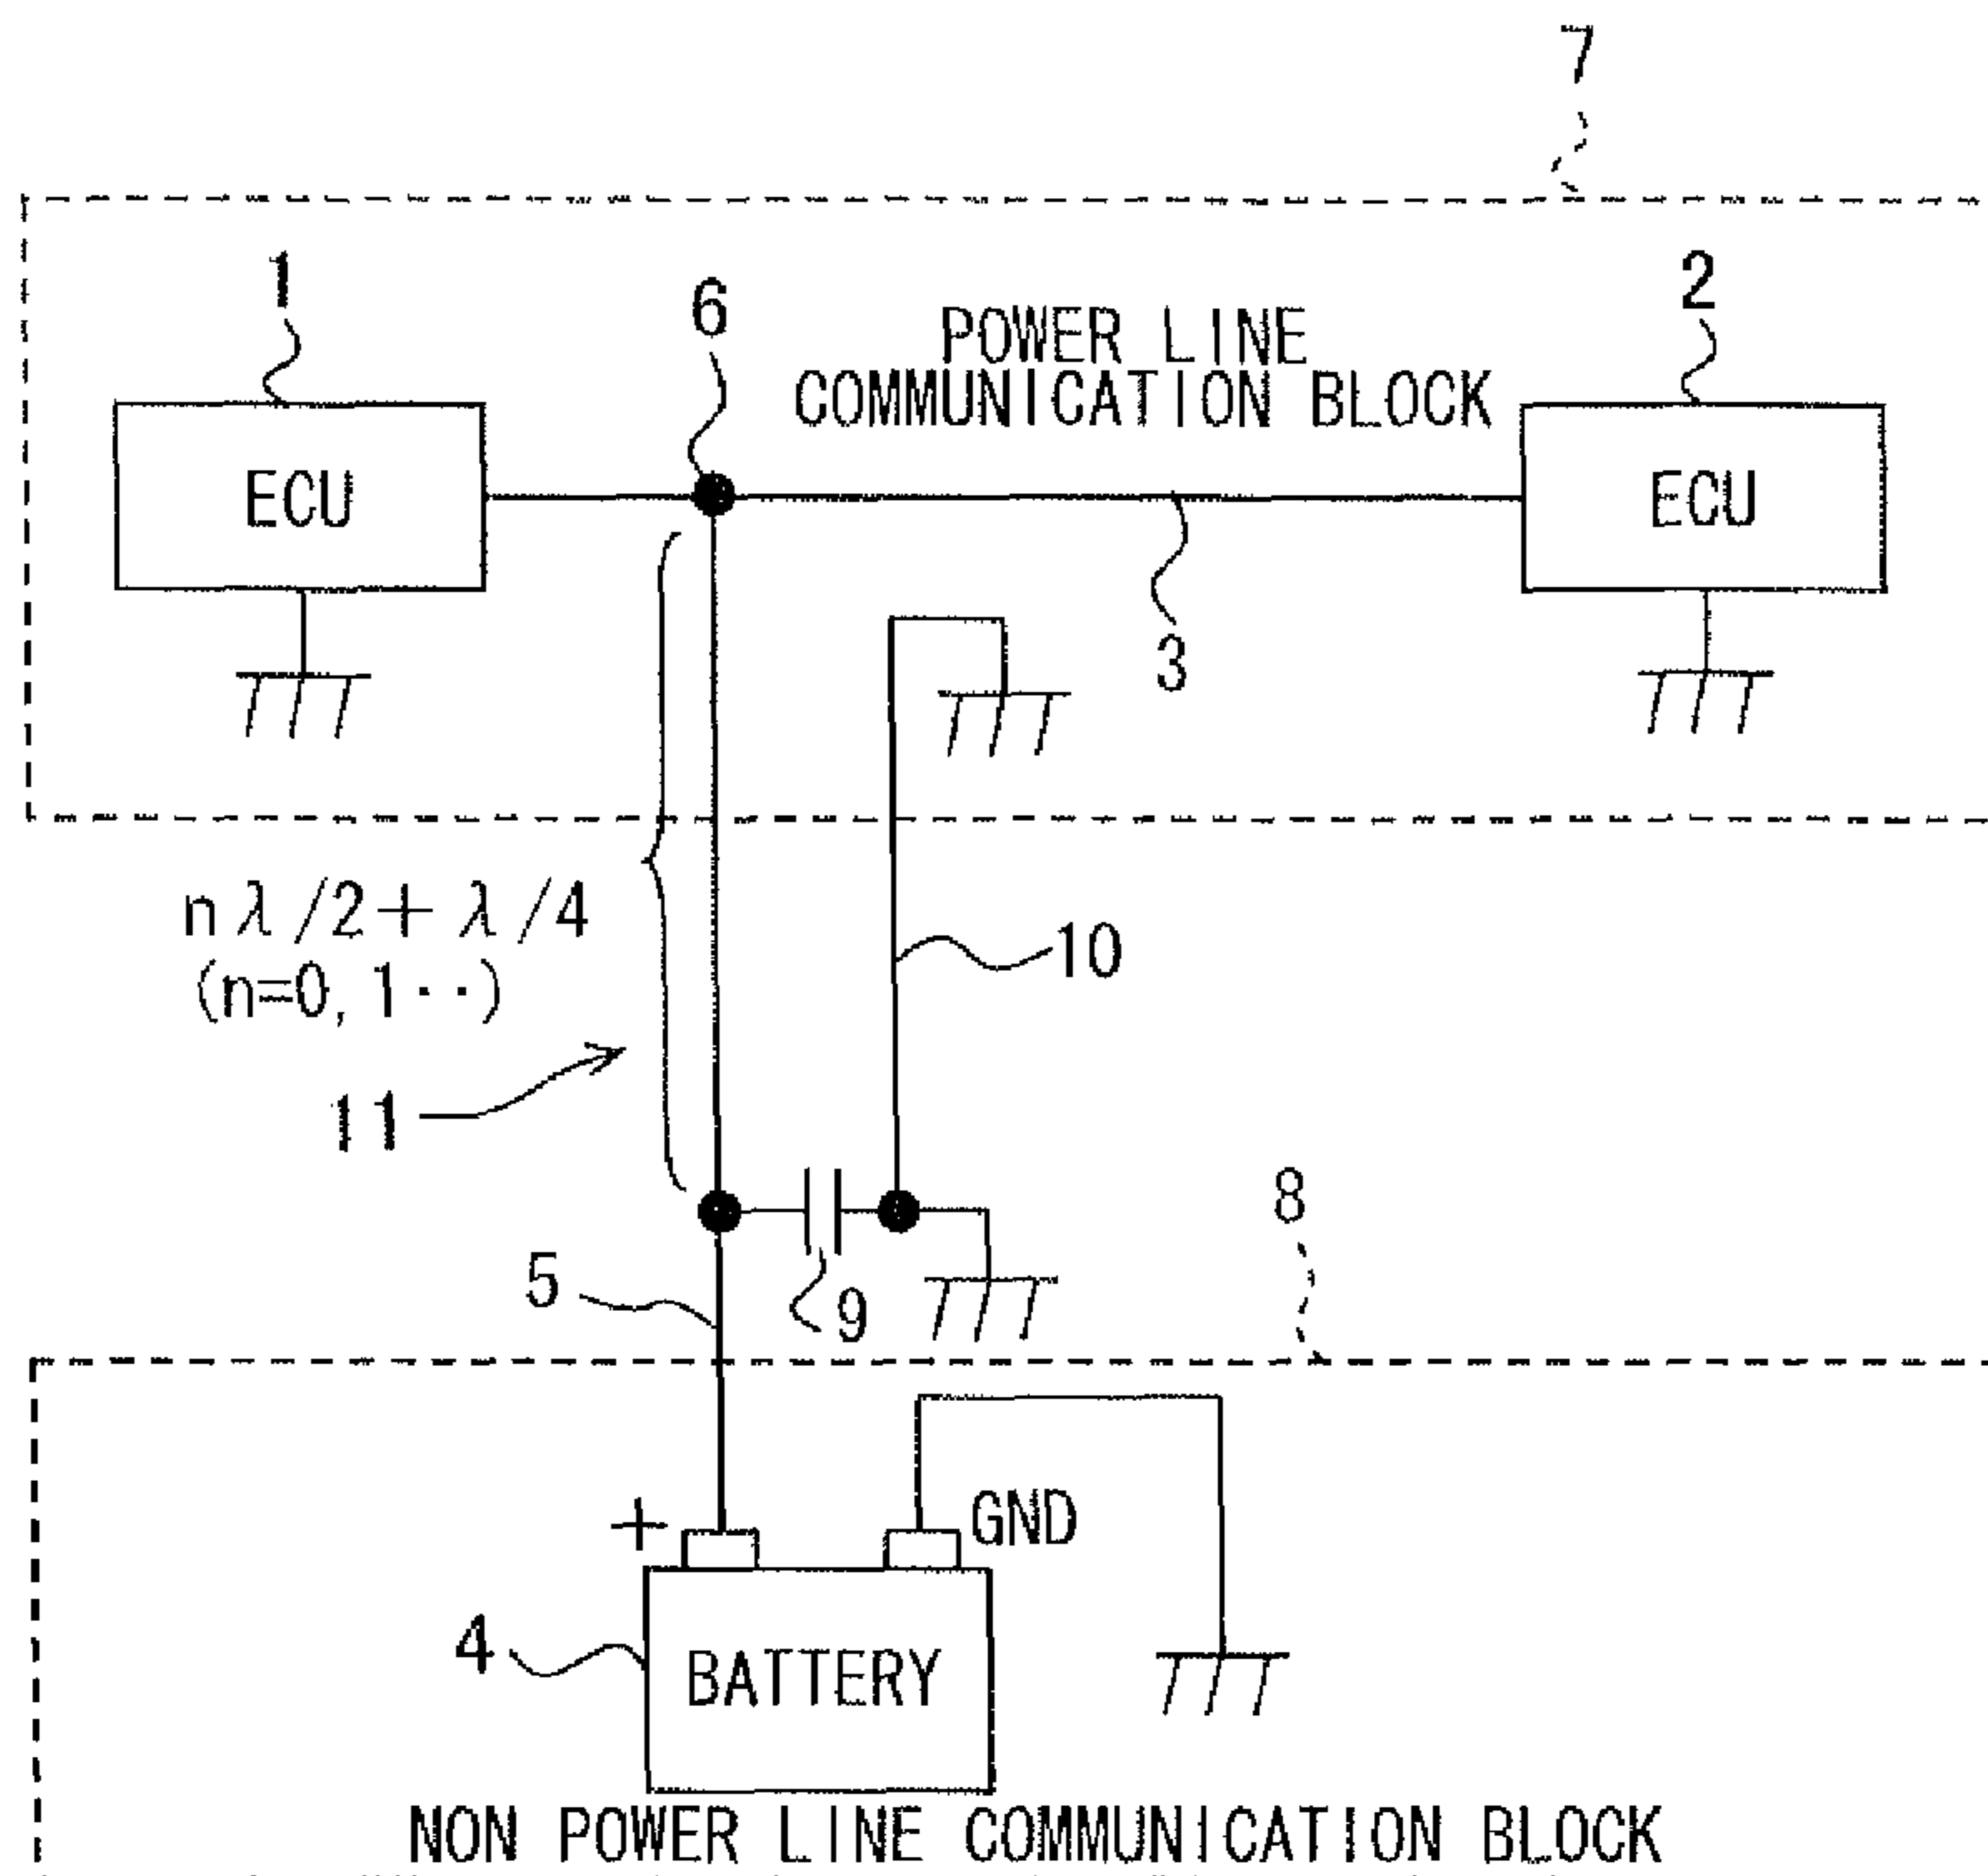 7
1
6
POWER LINE
COMMUNICATION BLOCK
2
ECU
ECU
3
nλ/2+λ/4
(n=0, 1··)
10
11
8
5
9
+
GND
4
BATTERY
NON POWER LINE COMMUNICATION BLOCK